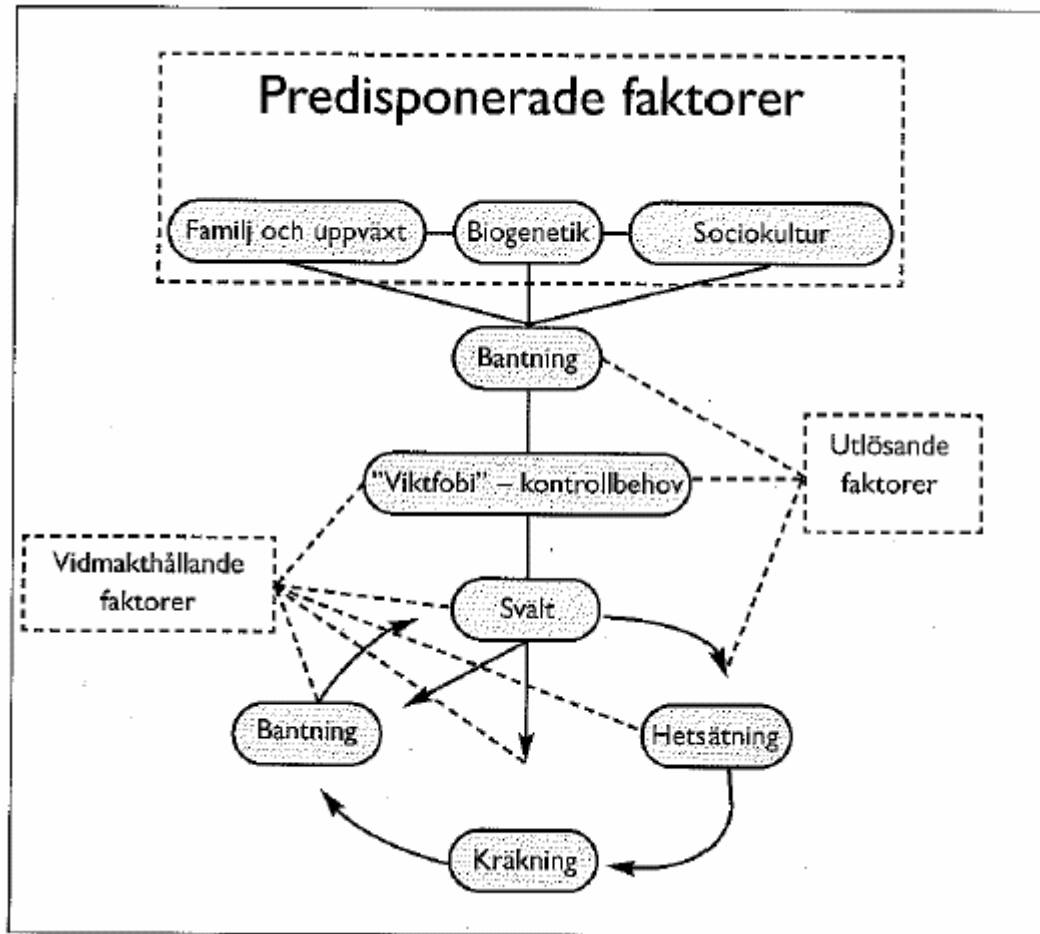 Predisponerade faktorer
Familj och uppväxt
Biogenetik
Sociokultur
Bantning
Utlösande
faktorer
"Viktfobi" – kontrollbehov
Vidmakthållande
faktorer
Svält
Bantning
Hetsätning
Kräkning